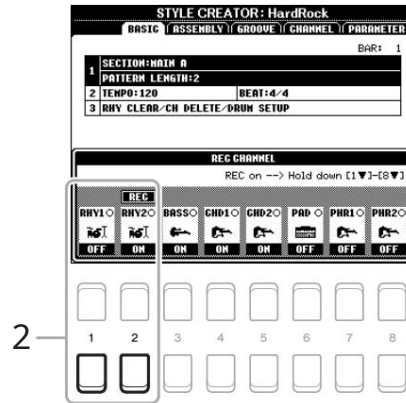 STYLE CREATOR: HardRock
BASIC ASSEMBLY GROOVE CHANNEL PARAMETER
BAR: 1
1 SECTION:MAIN A
PATTERN LENGTH:2
2 TEMPO:120 BEAT:4/4
3 RHY CLEAR/CH DELETE/DRUM SETUP
REC CHANNEL
REC on --> Hold down [1▼]-[8▼]
REC
RHY1 RHY2 BASS CHD1 CHD2 PAD PHR1 PHR2
OFF ON ON ON ON OFF OFF OFF
2
1 2 3 4 5 6 7 8